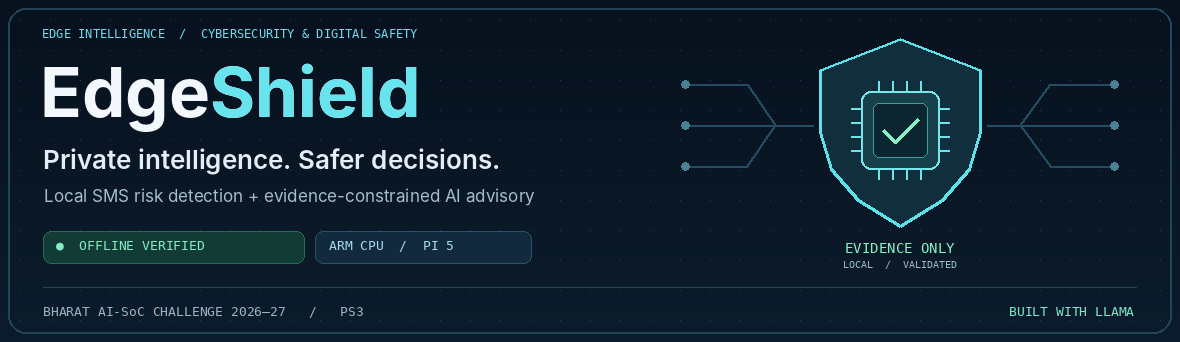 EDGE INTELLIGENCE / CYBERSECURITY & DIGITAL SAFETY
EdgeShield
Private intelligence. Safer decisions.
Local SMS risk detection + evidence-constrained AI advisory
OFFLINE VERIFIED
ARM CPU / PI 5
EVIDENCE ONLY
LOCAL / VALIDATED
BHARAT AI-SoC CHALLENGE 2026–27 / PS3
BUILT WITH LLAMA